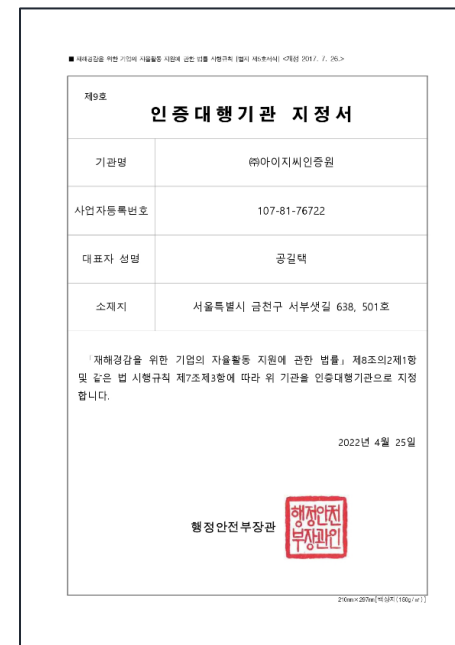 ■ 재해경감을 위한 기업의 자율활동 지원에 관한 법률 시행규칙 [별지 제5호서식] <개정 2017. 7. 26.>
제9호
인증대행기관 지정서
기관명 ㈜아이지씨인증원
사업자등록번호 107-81-76722
대표자 성명 공길택
소재지 서울특별시 금천구 서부샛길 638, 501호
「재해경감을 위한 기업의 자율활동 지원에 관한 법률」 제8조의2제1항
및 같은 법 시행규칙 제7조제3항에 따라 위 기관을 인증대행기관으로 지정
합니다.
2022년 4월 25일
행정안전부장관
행정안전
부장관인
210㎜×297㎜[백상지(150g/㎡)]